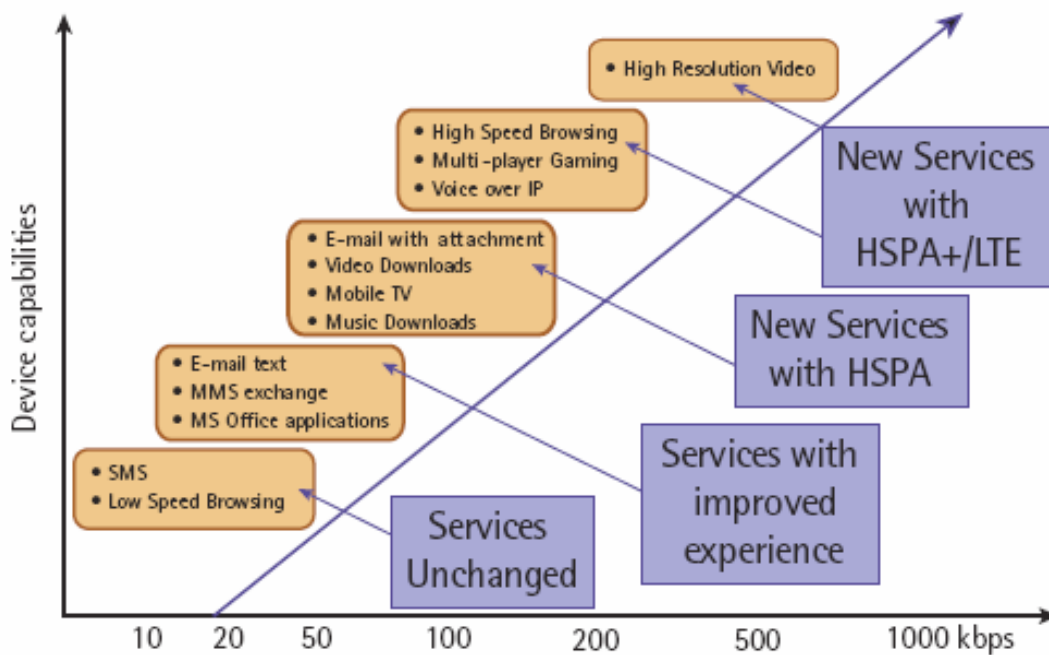 • High Resolution Video
• High Speed Browsing
• Multi-player Gaming
• Voice over IP
New Services
with
HSPA+/LTE
• E-mail with attachment
• Video Downloads
• Mobile TV
• Music Downloads
New Services
with HSPA
• E-mail text
• MMS exchange
• MS Office applications
Services with
improved
experience
• SMS
• Low Speed Browsing
Services
Unchanged
Device capabilities
10 20 50 100 200 500 1000 kbps